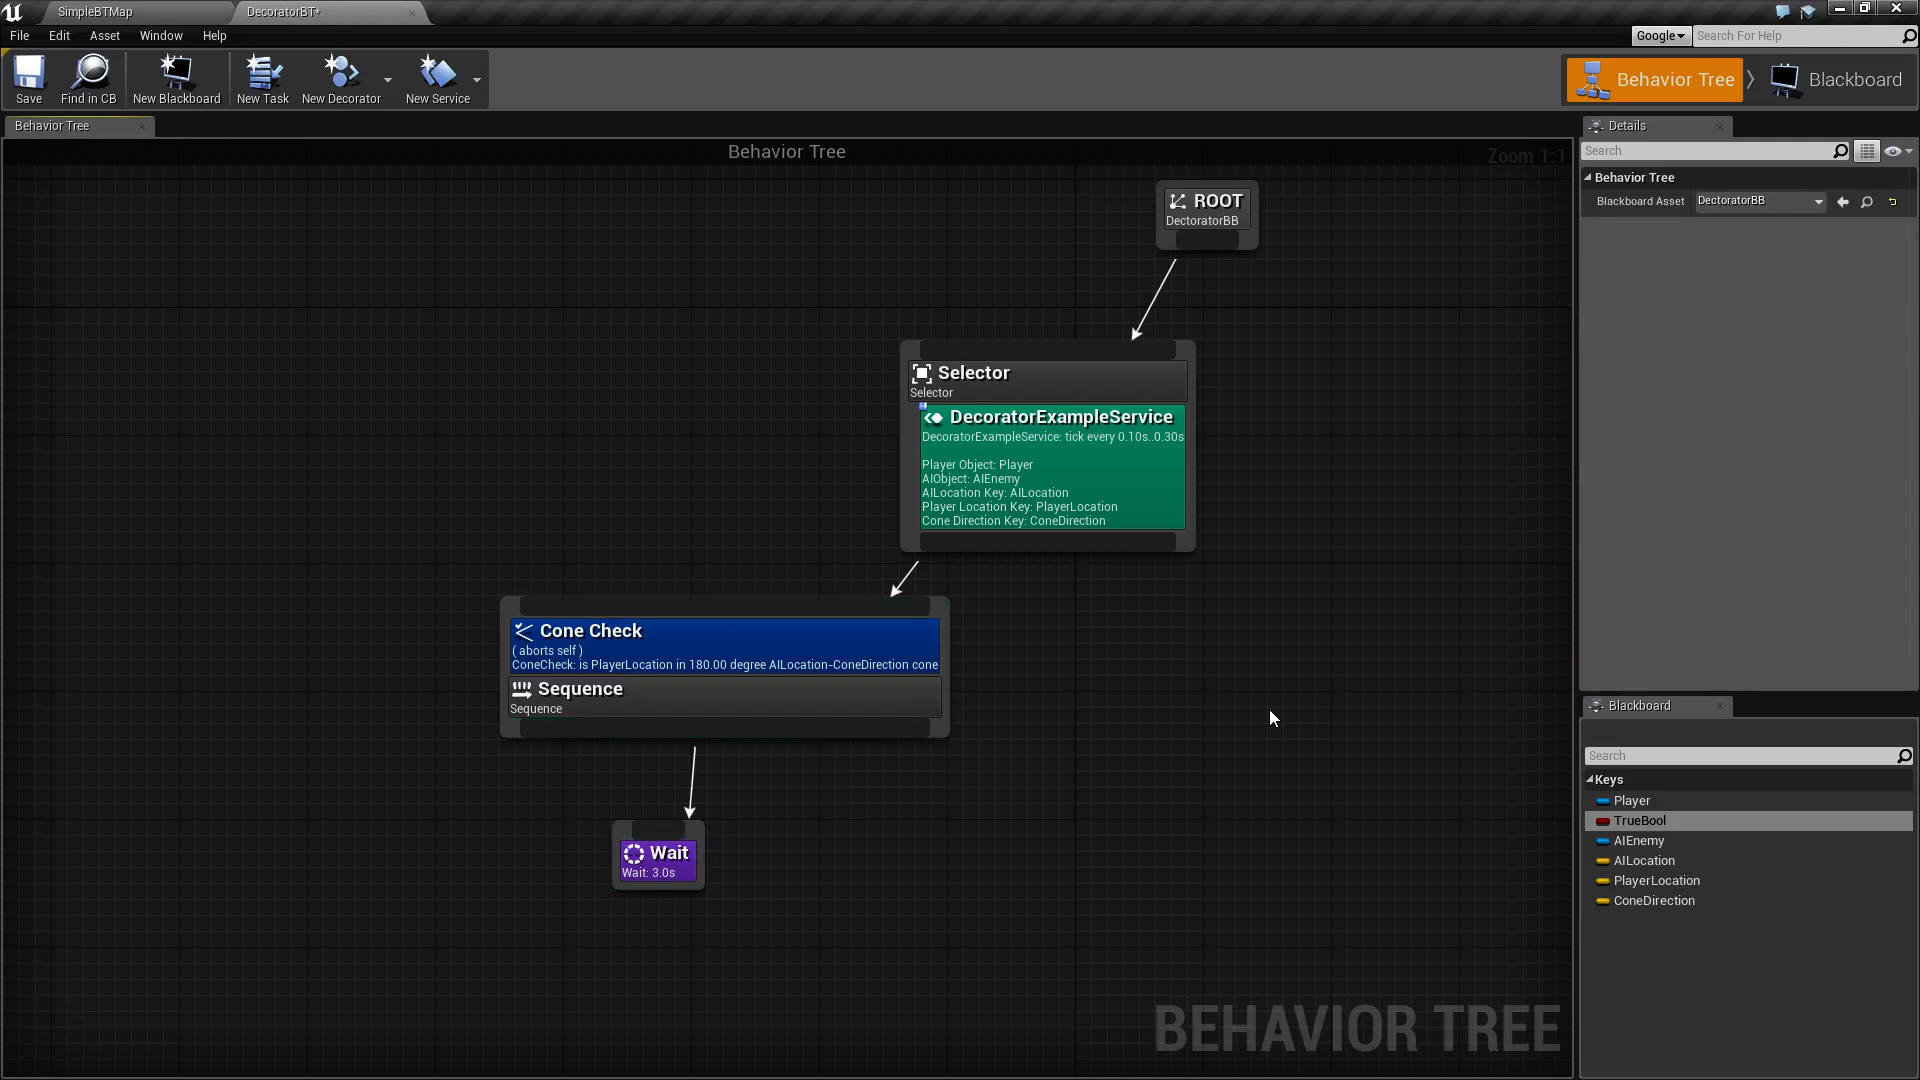 SimpleBTMap
DecoratorBT*
File Edit Asset Window Help
Google
Search For Help
Save
Find in CB
New Blackboard
New Task
New Decorator
New Service
Behavior Tree
Blackboard
Behavior Tree
Details
Behavior Tree
Zoom 1:1
Search
Behavior Tree
Blackboard Asset
DectoratorBB
ROOT
DectoratorBB
Selector
Selector
DecoratorExampleService
DecoratorExampleService: tick every 0.10s..0.30s
Player Object: Player
AIObject: AIEnemy
AILocation Key: AILocation
Player Location Key: PlayerLocation
Cone Direction Key: ConeDirection
Cone Check
( aborts self )
ConeCheck: is PlayerLocation in 180.00 degree AILocation-ConeDirection cone
Sequence
Sequence
Wait
Wait: 3.0s
Blackboard
Search
Keys
Player
TrueBool
AIEnemy
AILocation
PlayerLocation
ConeDirection
BEHAVIOR TREE